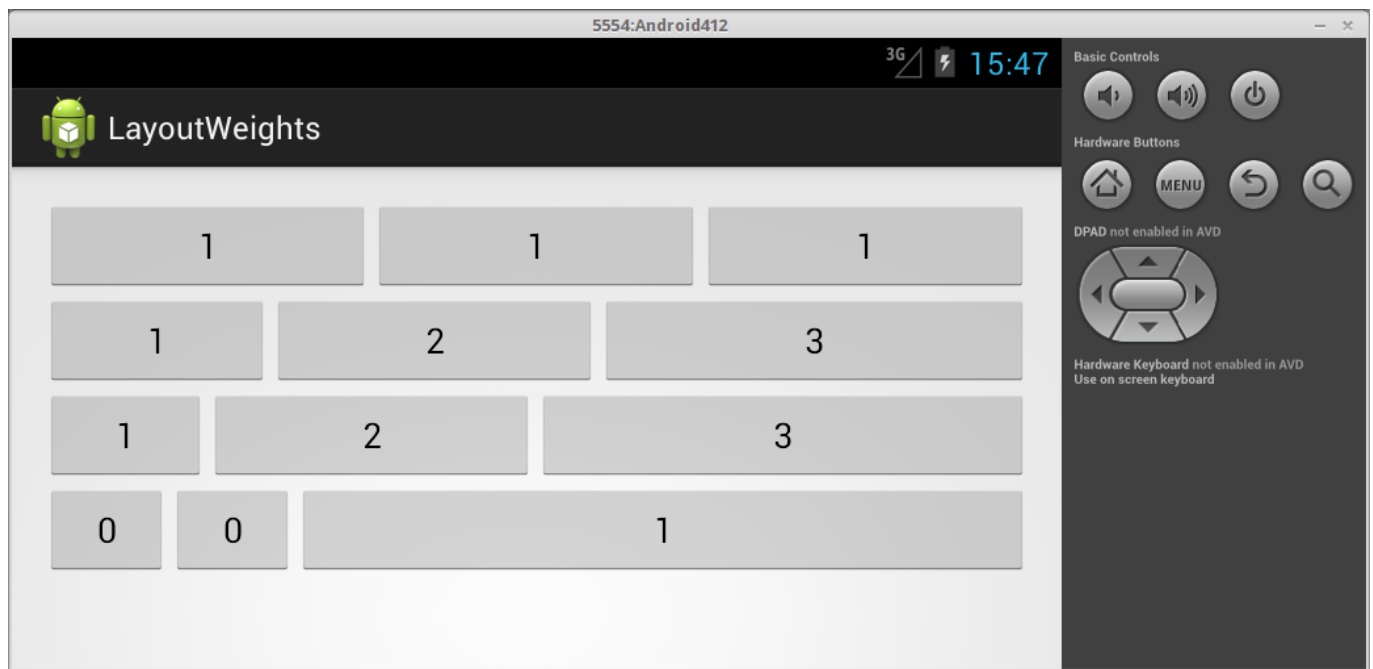 5554:Android412
3G 15:47
LayoutWeights
1 1 1
1 2 3
1 2 3
0 0 1
Basic Controls
Hardware Buttons
MENU
DPAD not enabled in AVD
Hardware Keyboard not enabled in AVD
Use on screen keyboard